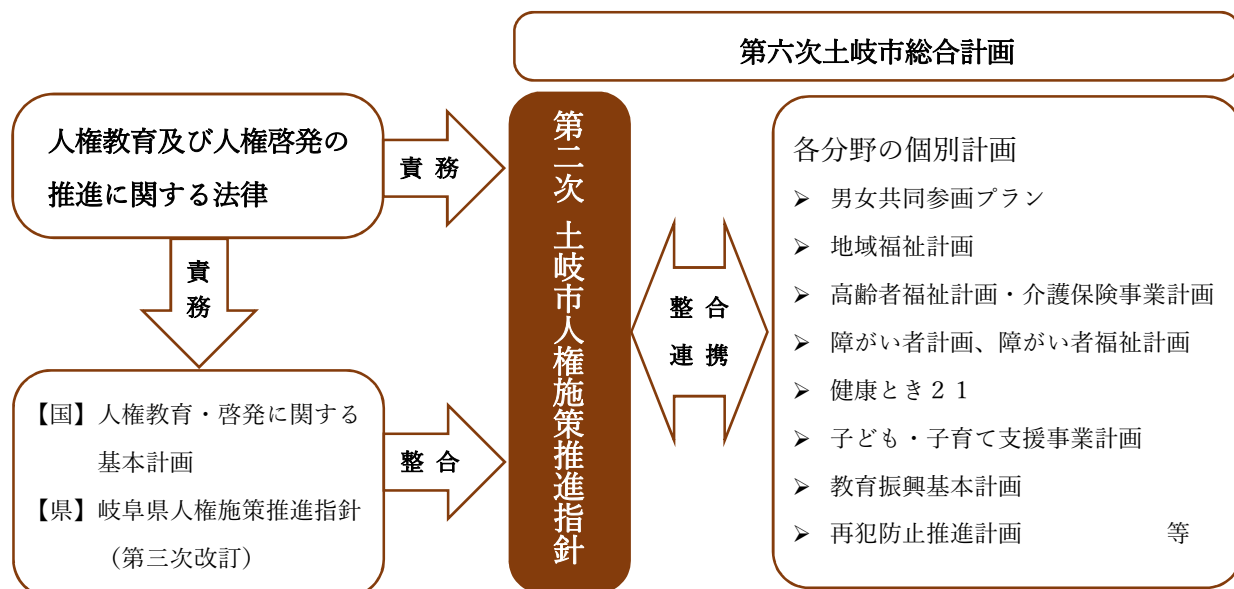 第六次土岐市総合計画
人権教育及び人権啓発の
推進に関する法律
責 務
責
務
【国】人権教育・啓発に関する
基本計画
【県】岐阜県人権施策推進指針
（第三次改訂）
整 合
第二次 土岐市人権施策推進指針
整 合
連 携
各分野の個別計画
➢ 男女共同参画プラン
➢ 地域福祉計画
➢ 高齢者福祉計画・介護保険事業計画
➢ 障がい者計画、障がい者福祉計画
➢ 健康とき２１
➢ 子ども・子育て支援事業計画
➢ 教育振興基本計画
➢ 再犯防止推進計画 等